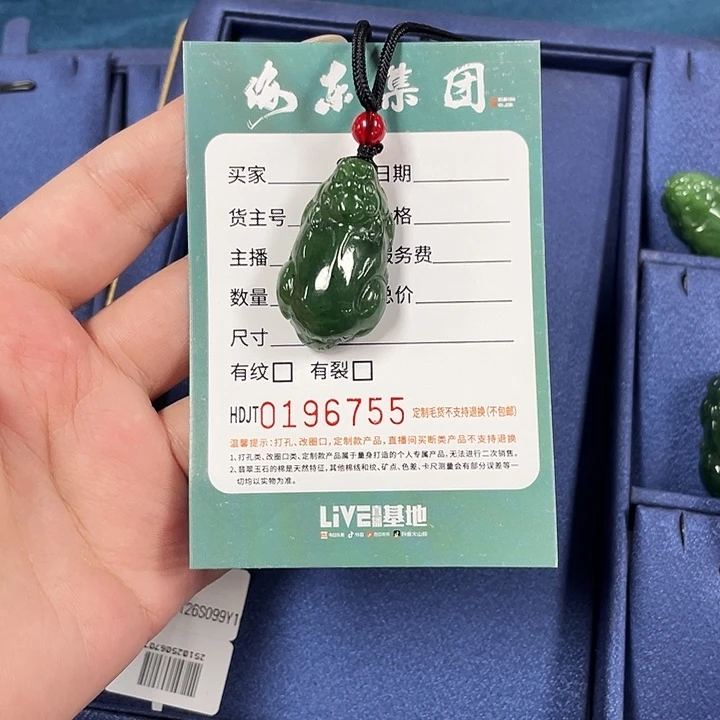 海东集团
买家 日期
货主号 格
主播 服务费
数量 总价
尺寸
有纹 有裂
HDJT0196755 定制毛货不支持退换(不包邮)
温馨提示:打孔、改圈口,定制款产品,直播间买断类产品不支持退换
1、打孔类、改圈口类、定制款产品属于量身打造的个人专属产品,无法进行二次销售。
2、翡翠玉石的棉是天然特征,其他棉线和纹、矿点、色差、卡尺测量会有部分误差等一
切均以实物为准。
LIVE基地
26S099Y1